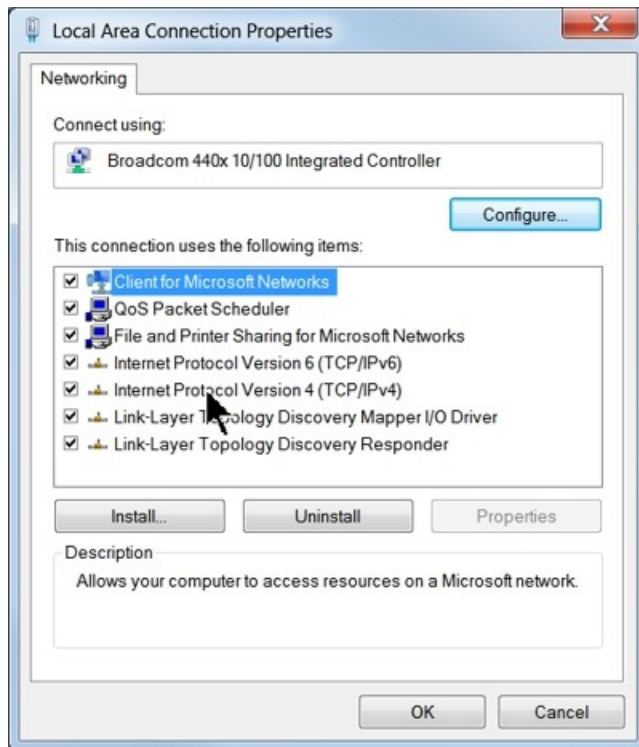 Local Area Connection Properties
Networking
Connect using:
Broadcom 440x 10/100 Integrated Controller
Configure...
This connection uses the following items:
Client for Microsoft Networks
QoS Packet Scheduler
File and Printer Sharing for Microsoft Networks
Internet Protocol Version 6 (TCP/IPv6)
Internet Protocol Version 4 (TCP/IPv4)
Link-Layer Topology Discovery Mapper I/O Driver
Link-Layer Topology Discovery Responder
Install...
Uninstall
Properties
Description
Allows your computer to access resources on a Microsoft network.
OK
Cancel